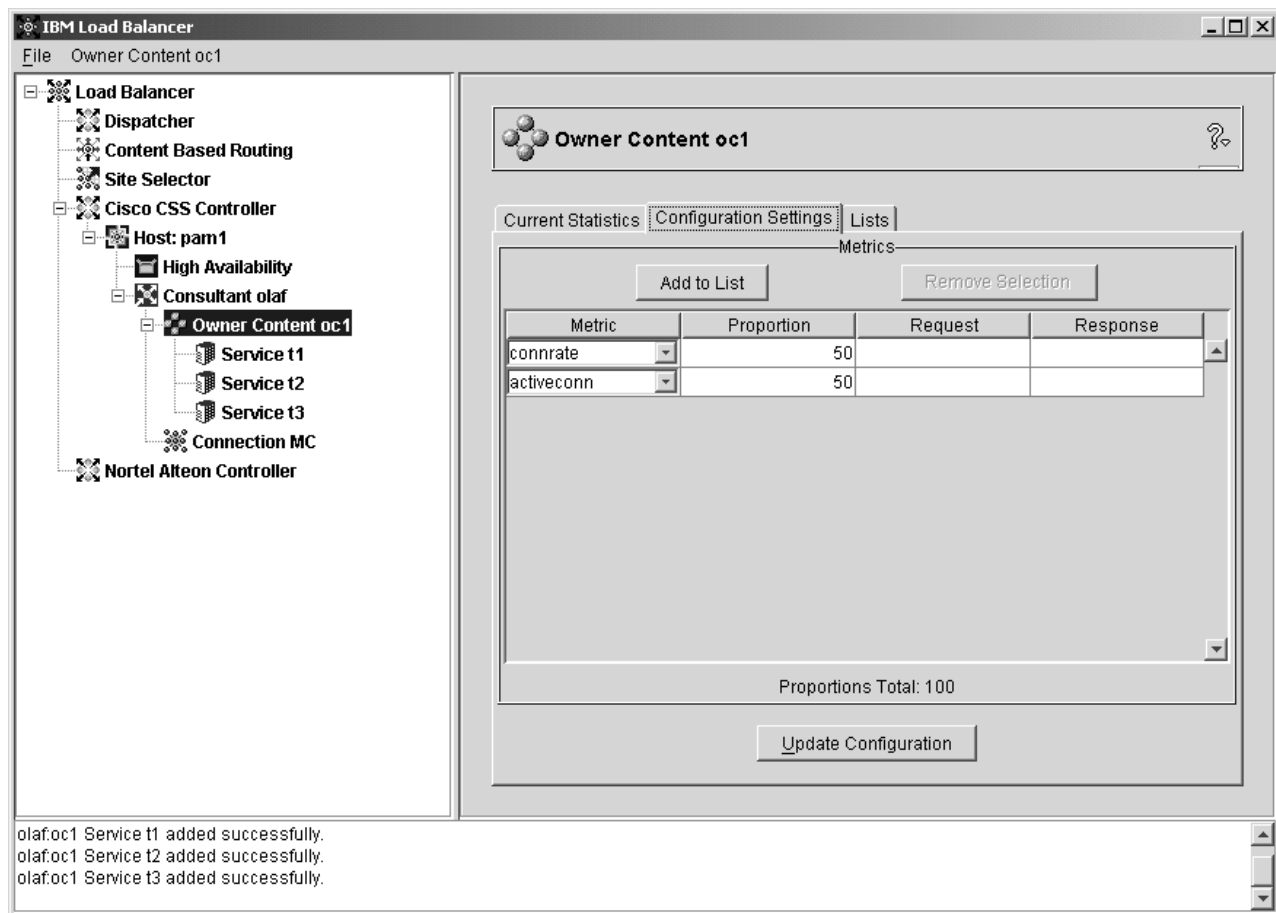 IBM Load Balancer
File Owner Content oc1
Load Balancer
Dispatcher
Content Based Routing
Site Selector
Cisco CSS Controller
Host: pam1
High Availability
Consultant olaf
Owner Content oc1
Service t1
Service t2
Service t3
Connection MC
Nortel Alteon Controller
Owner Content oc1
?
Current Statistics Configuration Settings Lists
Metrics
Add to List Remove Selection
Metric Proportion Request Response
connrate 50
activeconn 50
Proportions Total: 100
Update Configuration
olaf:oc1 Service t1 added successfully.
olaf:oc1 Service t2 added successfully.
olaf:oc1 Service t3 added successfully.